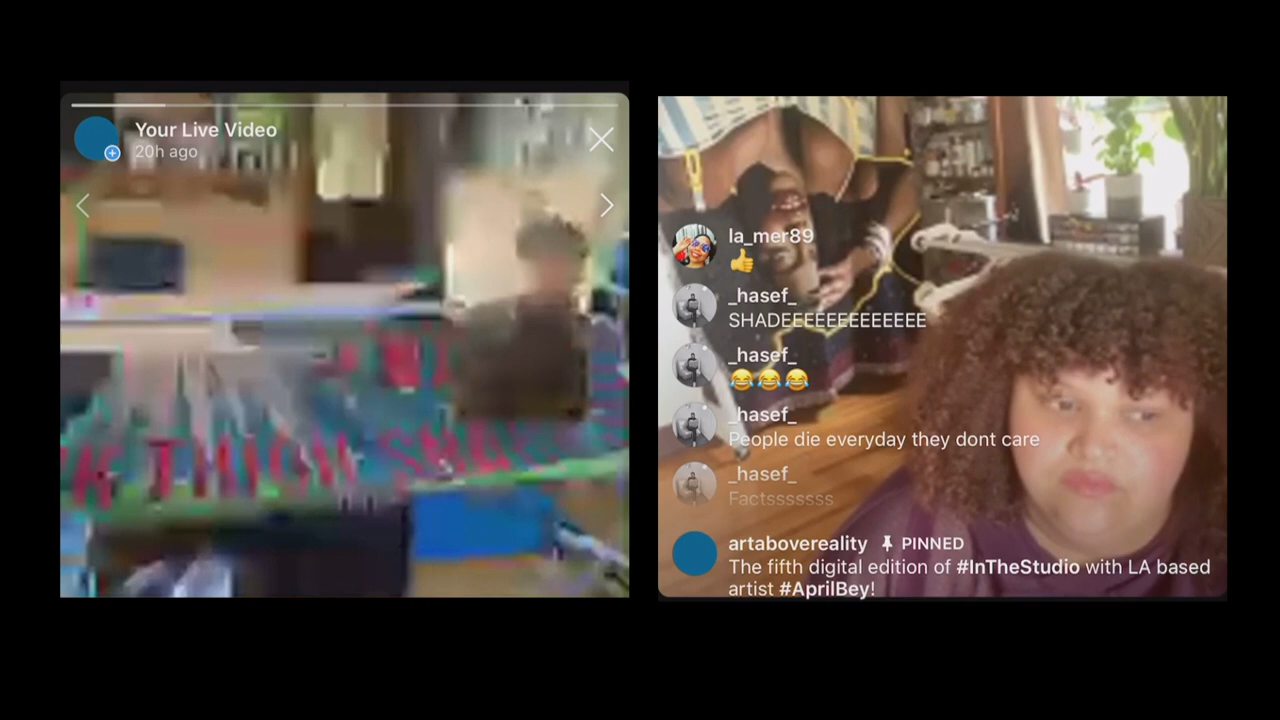 Your Live Video
20h ago
THIGH
la_mer89
👍
_hasef_
SHADEEEEEEEEEEEEE
_hasef_
😂😂😂
_hasef_
People die everyday they dont care
_hasef_
Factsssssss
artabovereality PINNED
The fifth digital edition of #InTheStudio with LA based
artist #AprilBey!